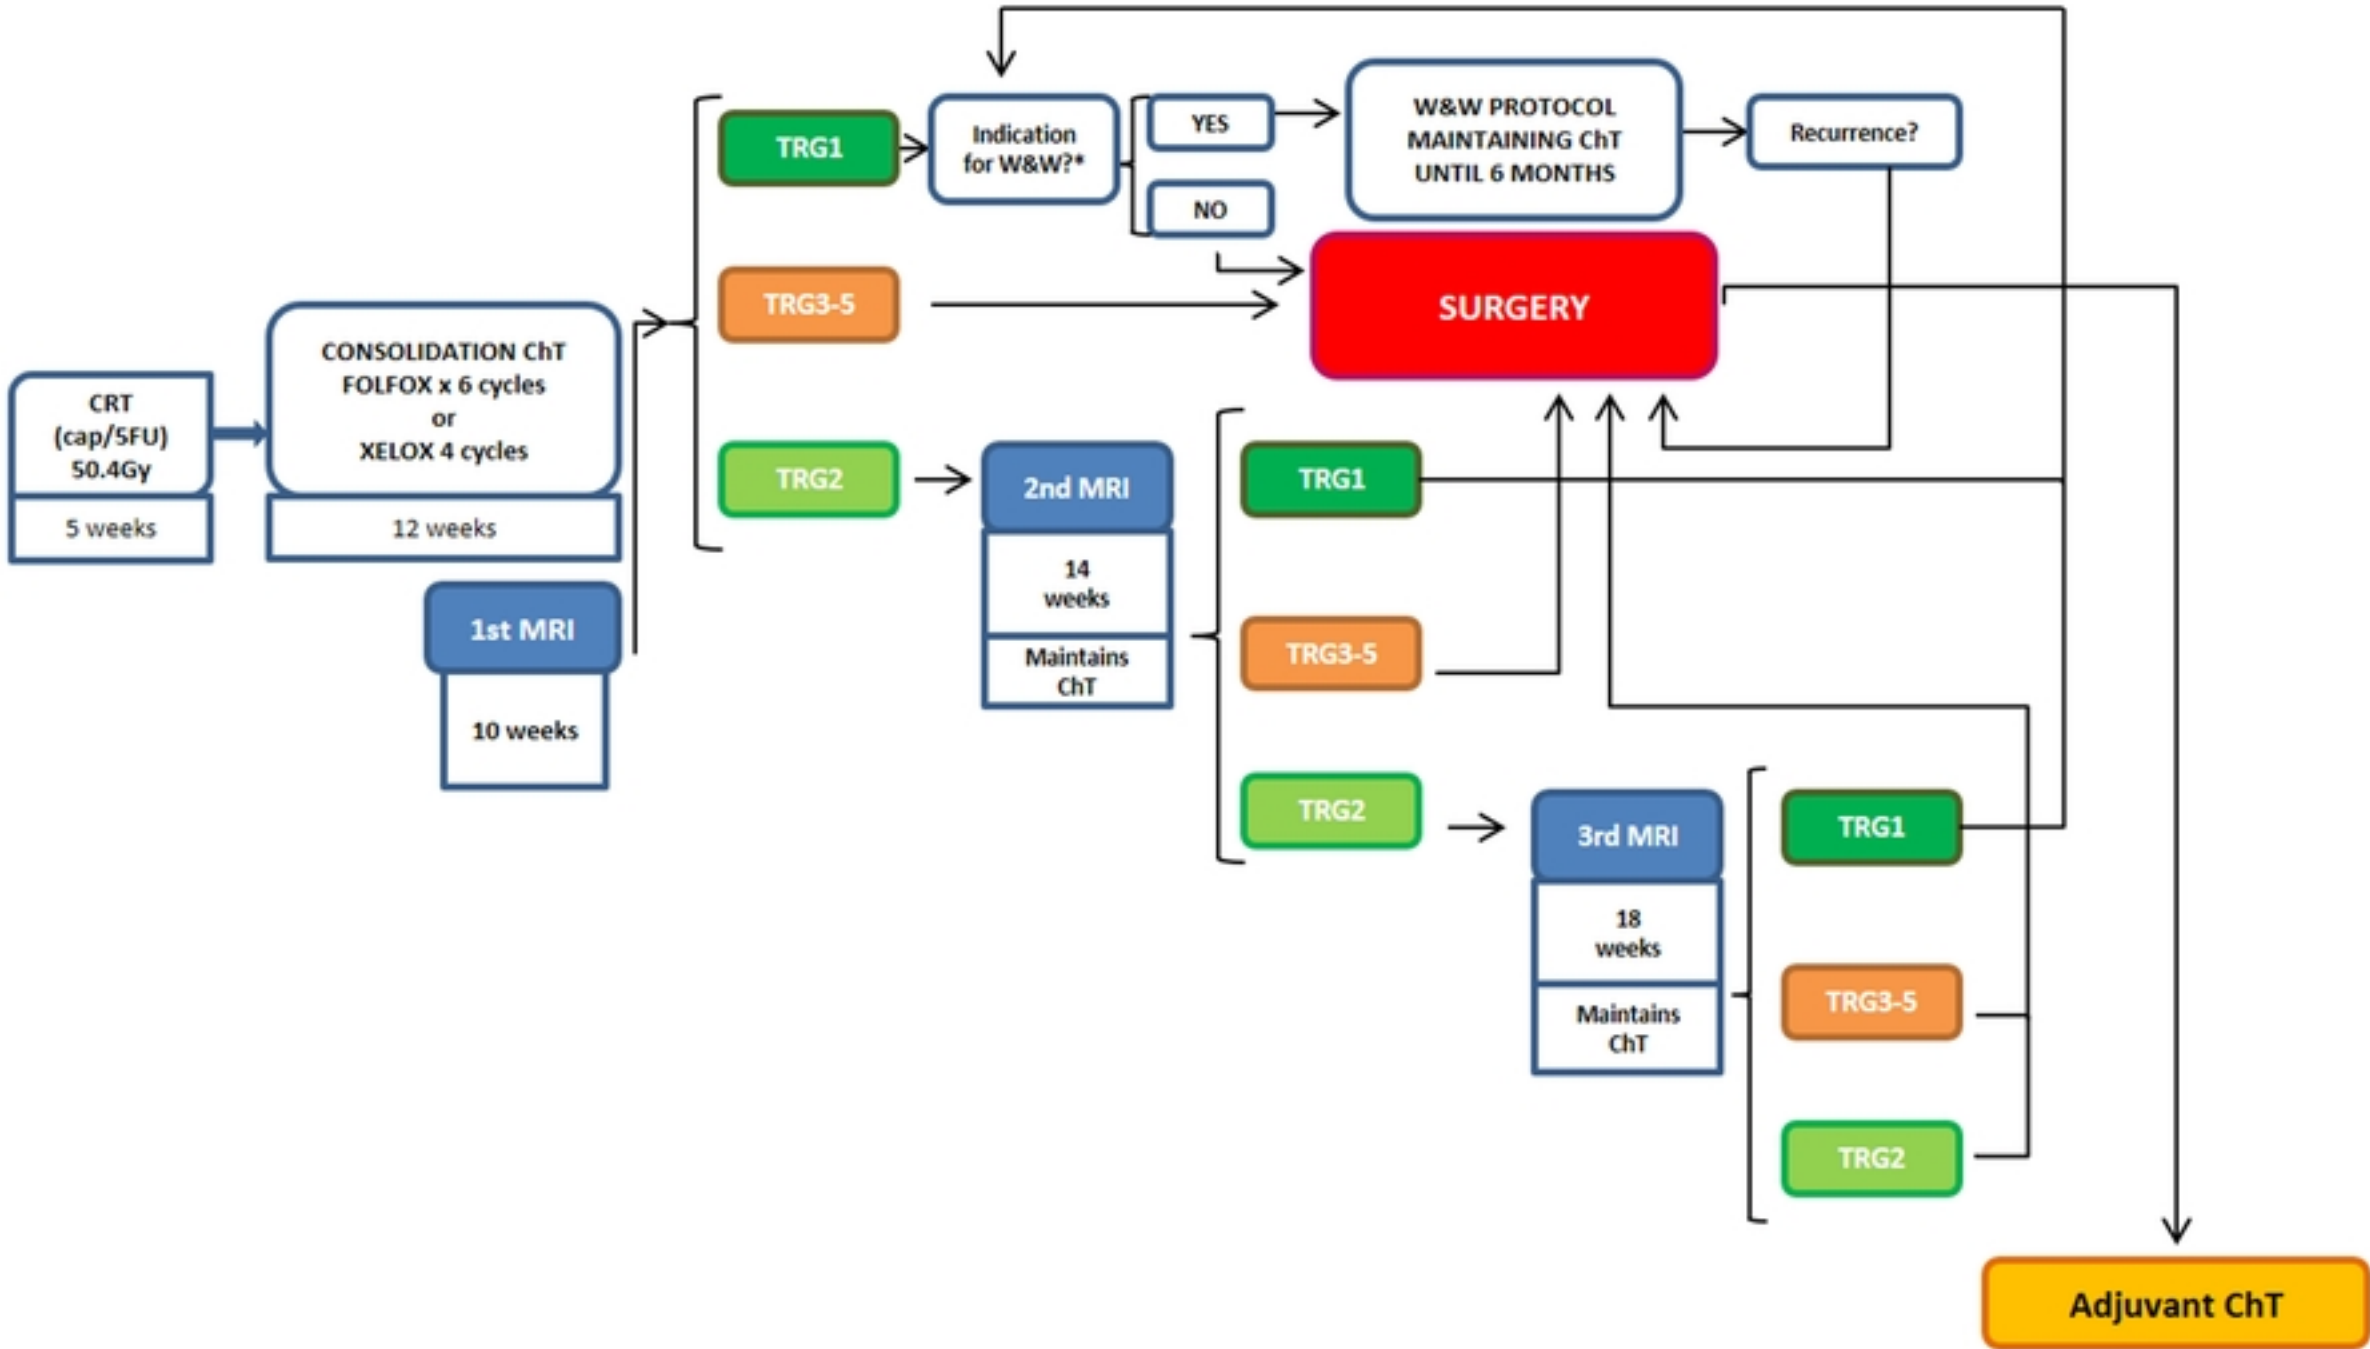 CRT
(cap/5FU)
50.4Gy
5 weeks
CONSOLIDATION ChT
FOLFOX x 6 cycles
or
XELOX 4 cycles
12 weeks
1st MRI
10 weeks
TRG1
Indication
for W&W?*
YES
NO
W&W PROTOCOL
MAINTAINING ChT
UNTIL 6 MONTHS
Recurrence?
TRG3-5
SURGERY
TRG2
2nd MRI
14
weeks
Maintains
ChT
TRG1
TRG3-5
TRG2
3rd MRI
18
weeks
Maintains
ChT
TRG1
TRG3-5
TRG2
Adjuvant ChT